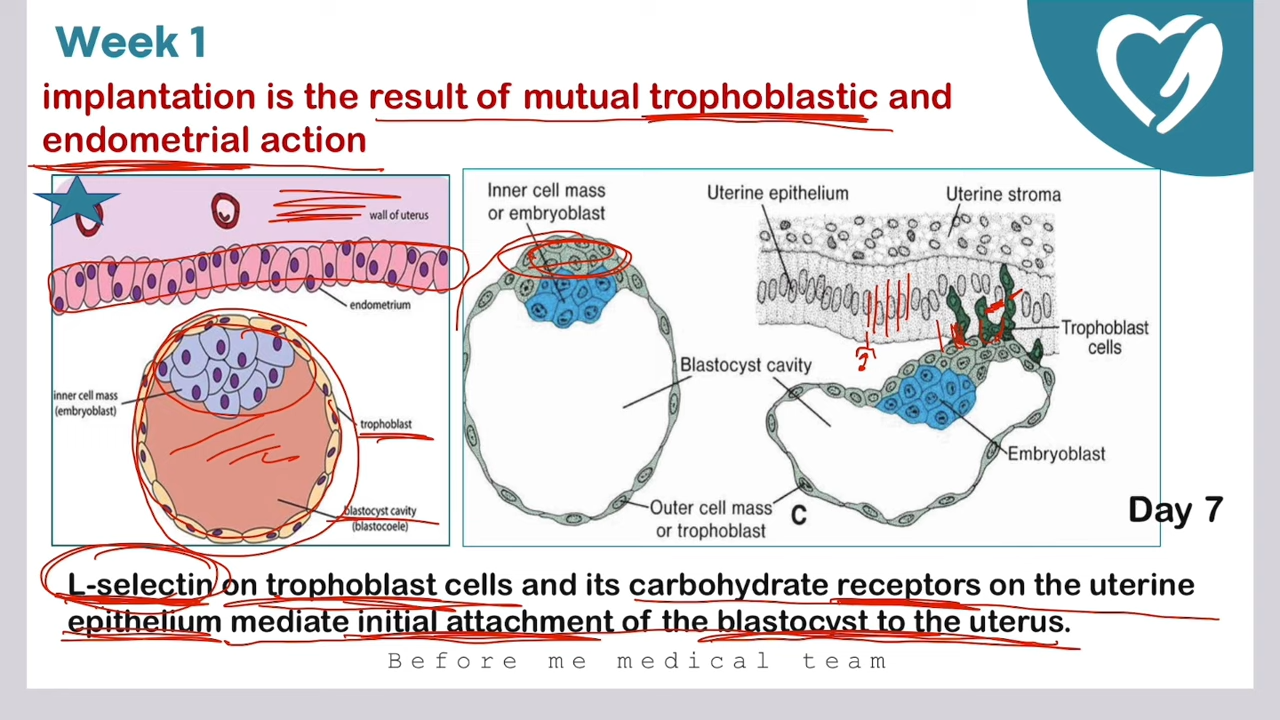 Week 1
implantation is the result of mutual trophoblastic and
endometrial action
wall of uterus
endometrium
inner cell mass
(embryoblast)
trophoblast
blastocyst cavity
(blastocoele)
Inner cell mass
or embryoblast
Uterine epithelium
Uterine stroma
Trophoblast
cells
Blastocyst cavity
Embryoblast
Outer cell mass
or trophoblast
C
Day 7
L-selectin on trophoblast cells and its carbohydrate receptors on the uterine
epithelium mediate initial attachment of the blastocyst to the uterus.
Before me medical team